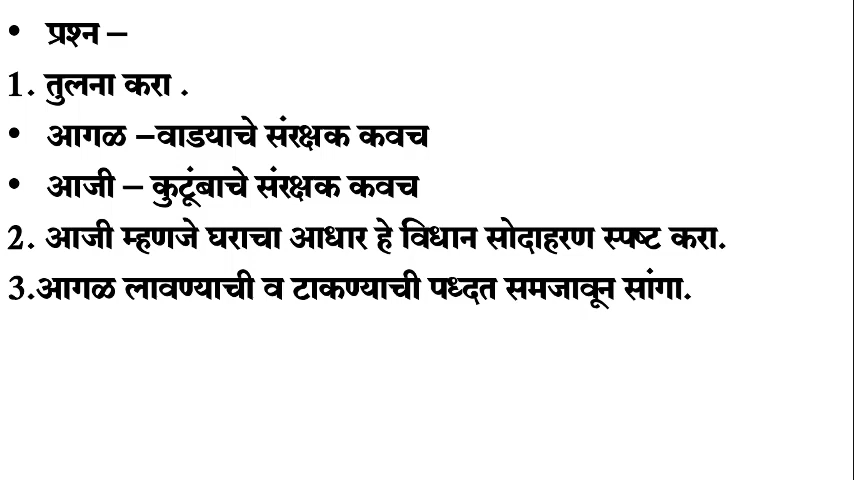 • प्रश्न –
1. तुलना करा .
• आगळ –वाडयाचे संरक्षक कवच
• आजी – कुटूंबाचे संरक्षक कवच
2. आजी म्हणजे घराचा आधार हे विधान सोदाहरण स्पष्ट करा.
3.आगळ लावण्याची व टाकण्याची पध्दत समजावून सांगा.